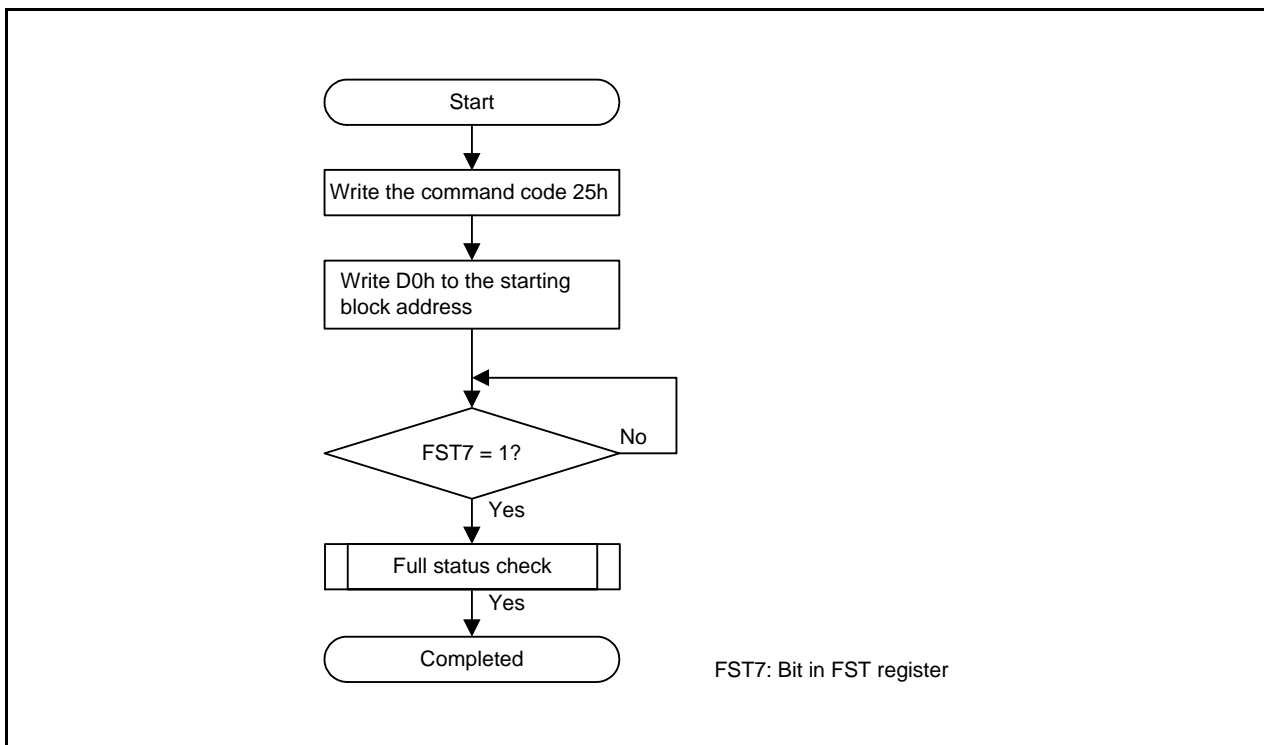 Start
Write the command code 25h
Write D0h to the starting
block address
FST7 = 1?
No
Yes
Full status check
Yes
Completed
FST7: Bit in FST register